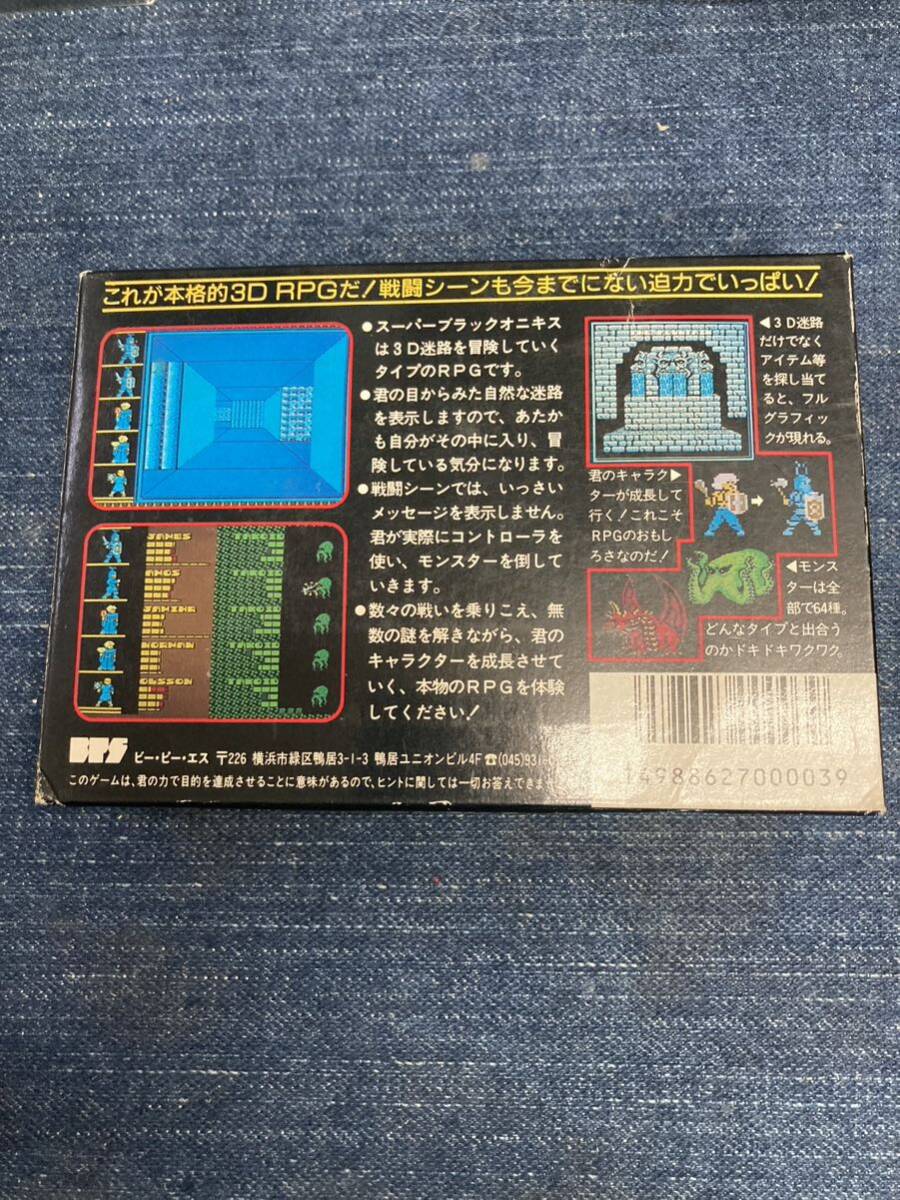 これが本格的3D RPGだ!戦闘シーンも今までにない迫力でいっぱい!
●スーパーブラックオニキス
は3D迷路を冒険していく
タイプのRPGです。
●君の目からみた自然な迷路
を表示しますので、あたか
も自分がその中に入り、冒
険している気分になります。
●戦闘シーンでは、いっさい
メッセージを表示しません。
君が実際にコントローラを
使い、モンスターを倒して
いきます。
●数々の戦いを乗りこえ、無
数の謎を解きながら、君の
キャラクターを成長させて
いく、本物のRPGを体験
してください!
◀3D迷路
だけでなく
アイテム等
を探し当て
ると、フル
グラフィッ
クが現れる。
君のキャラク▶
ターが成長して
行く!これこそ
RPGのおもし
ろさなのだ!
◀モンス
ターは全
部で64種。
どんなタイプと出合う
のかドキドキワクワク。
JAMES
AMOS
NORMAN
OLSSON
BPS ビー・ピー・エス 〒226 横浜市緑区鴨居3-1-3 鴨居ユニオンビル4F ☎(045)931-
このゲームは、君の力で目的を達成させることに意味があるので、ヒントに関しては一切お答えできま
4988627000039